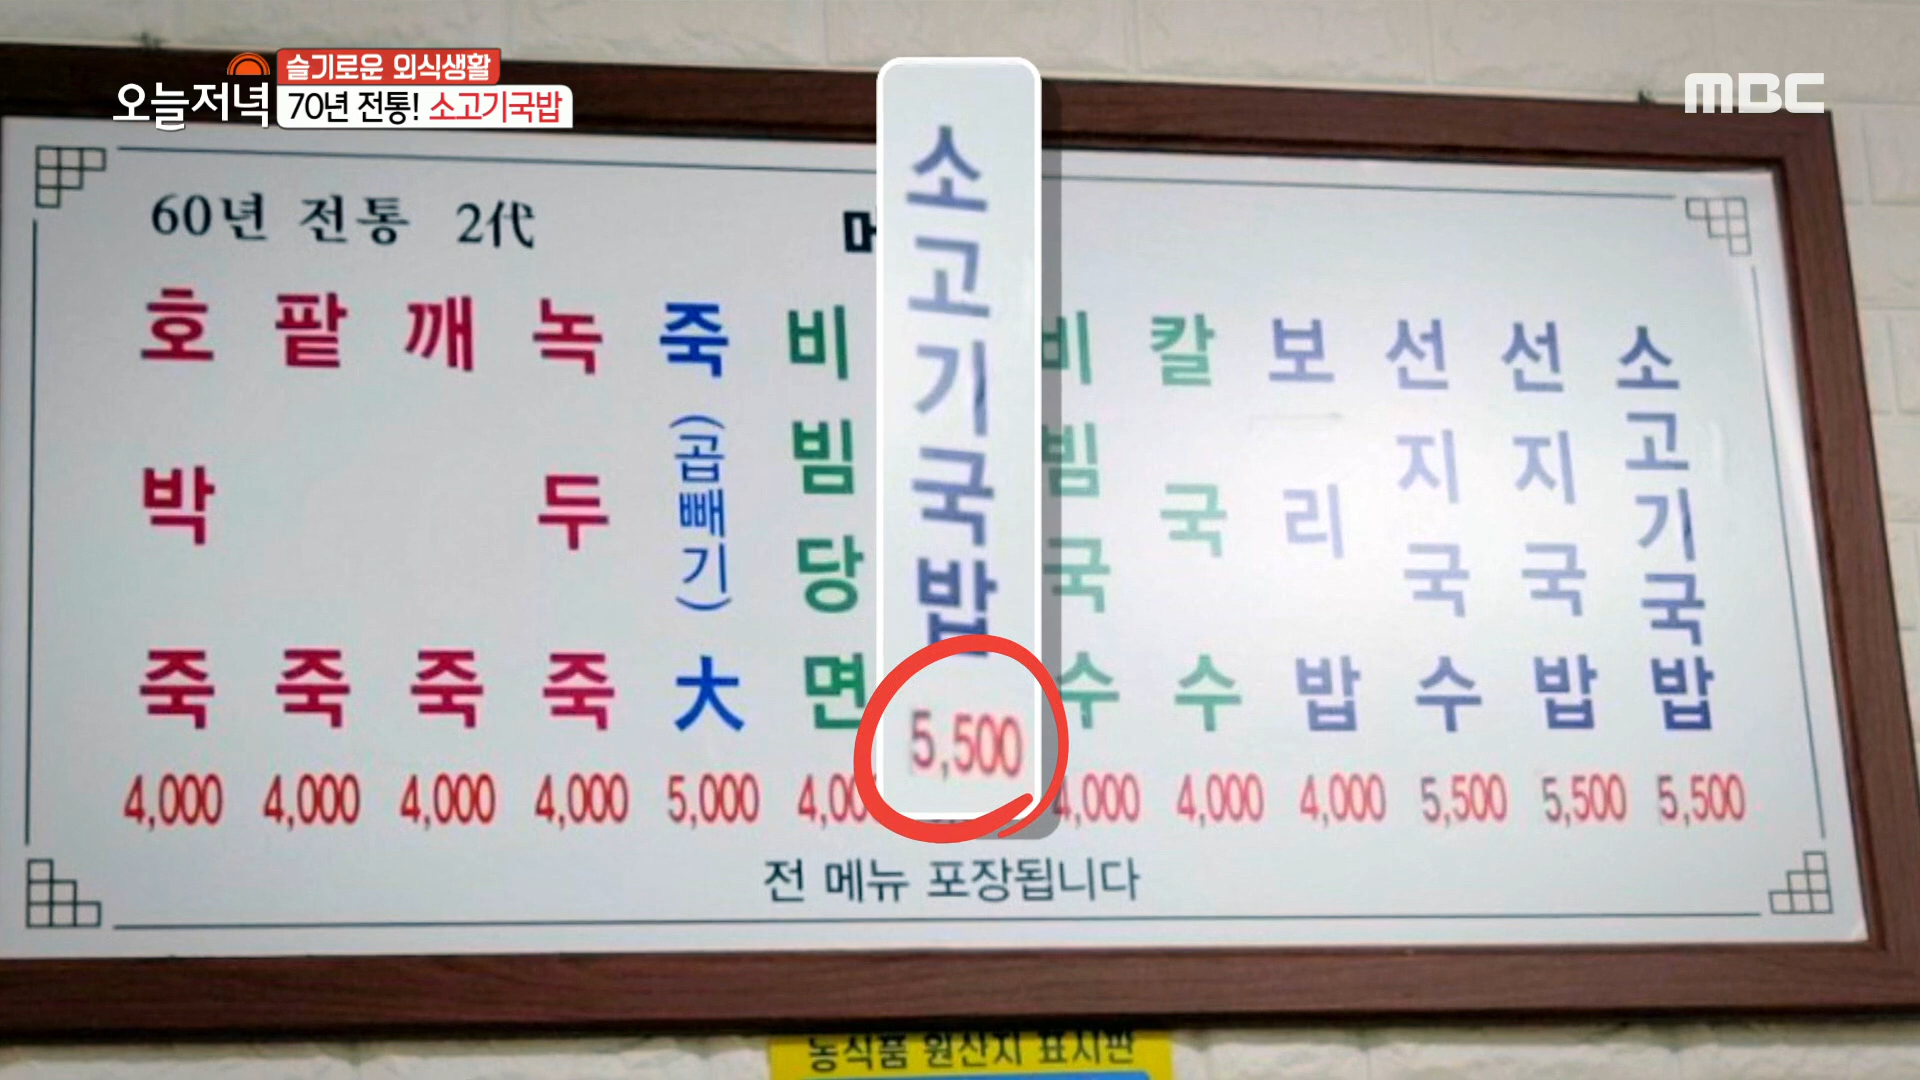 슬기로운 외식생활
오늘저녁
70년 전통! 소고기국밥
MBC
60년 전통 2代
호박죽 4,000
팥죽 4,000
깨죽 4,000
녹두죽 4,000
죽(곱빼기)大 5,000
비빔당면
소고기국밥 5,500
비빔국수 4,000
칼국수 4,000
보리밥 4,000
선지국수 5,500
선지국밥 5,500
소고기국밥 5,500
전 메뉴 포장됩니다
농식품 원산지 표시판